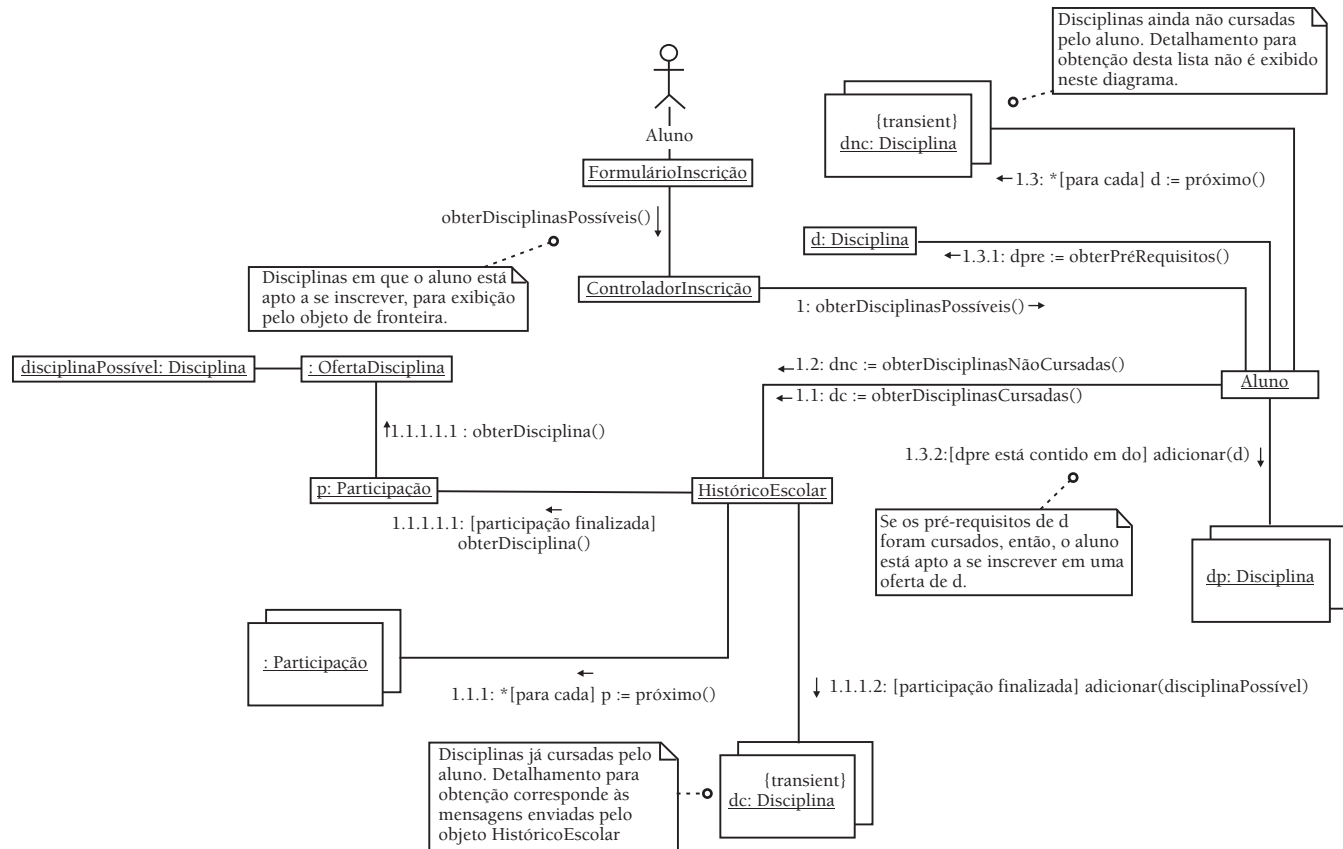 Disciplinas ainda não cursadas
pelo aluno. Detalhamento para
obtenção desta lista não é exibido
neste diagrama.
Aluno
{transient}
dnc: Disciplina
FormulárioInscrição
1.3: *[para cada] d := próximo()
obterDisciplinasPossíveis()
d: Disciplina
1.3.1: dpre := obterPréRequisitos()
Disciplinas em que o aluno está
apto a se inscrever, para exibição
pelo objeto de fronteira.
ControladorInscrição
1: obterDisciplinasPossíveis()
disciplinaPossível: Disciplina
: OfertaDisciplina
1.2: dnc := obterDisciplinasNãoCursadas()
Aluno
1.1: dc := obterDisciplinasCursadas()
1.1.1.1.1 : obterDisciplina()
1.3.2:[dpre está contido em do] adicionar(d)
p: Participação
HistóricoEscolar
1.1.1.1.1: [participação finalizada]
obterDisciplina()
Se os pré-requisitos de d
foram cursados, então, o aluno
está apto a se inscrever em uma
oferta de d.
dp: Disciplina
: Participação
1.1.1: *[para cada] p := próximo()
1.1.1.2: [participação finalizada] adicionar(disciplinaPossível)
Disciplinas já cursadas pelo
aluno. Detalhamento para
obtenção corresponde às
mensagens enviadas pelo
objeto HistóricoEscolar
{transient}
dc: Disciplina